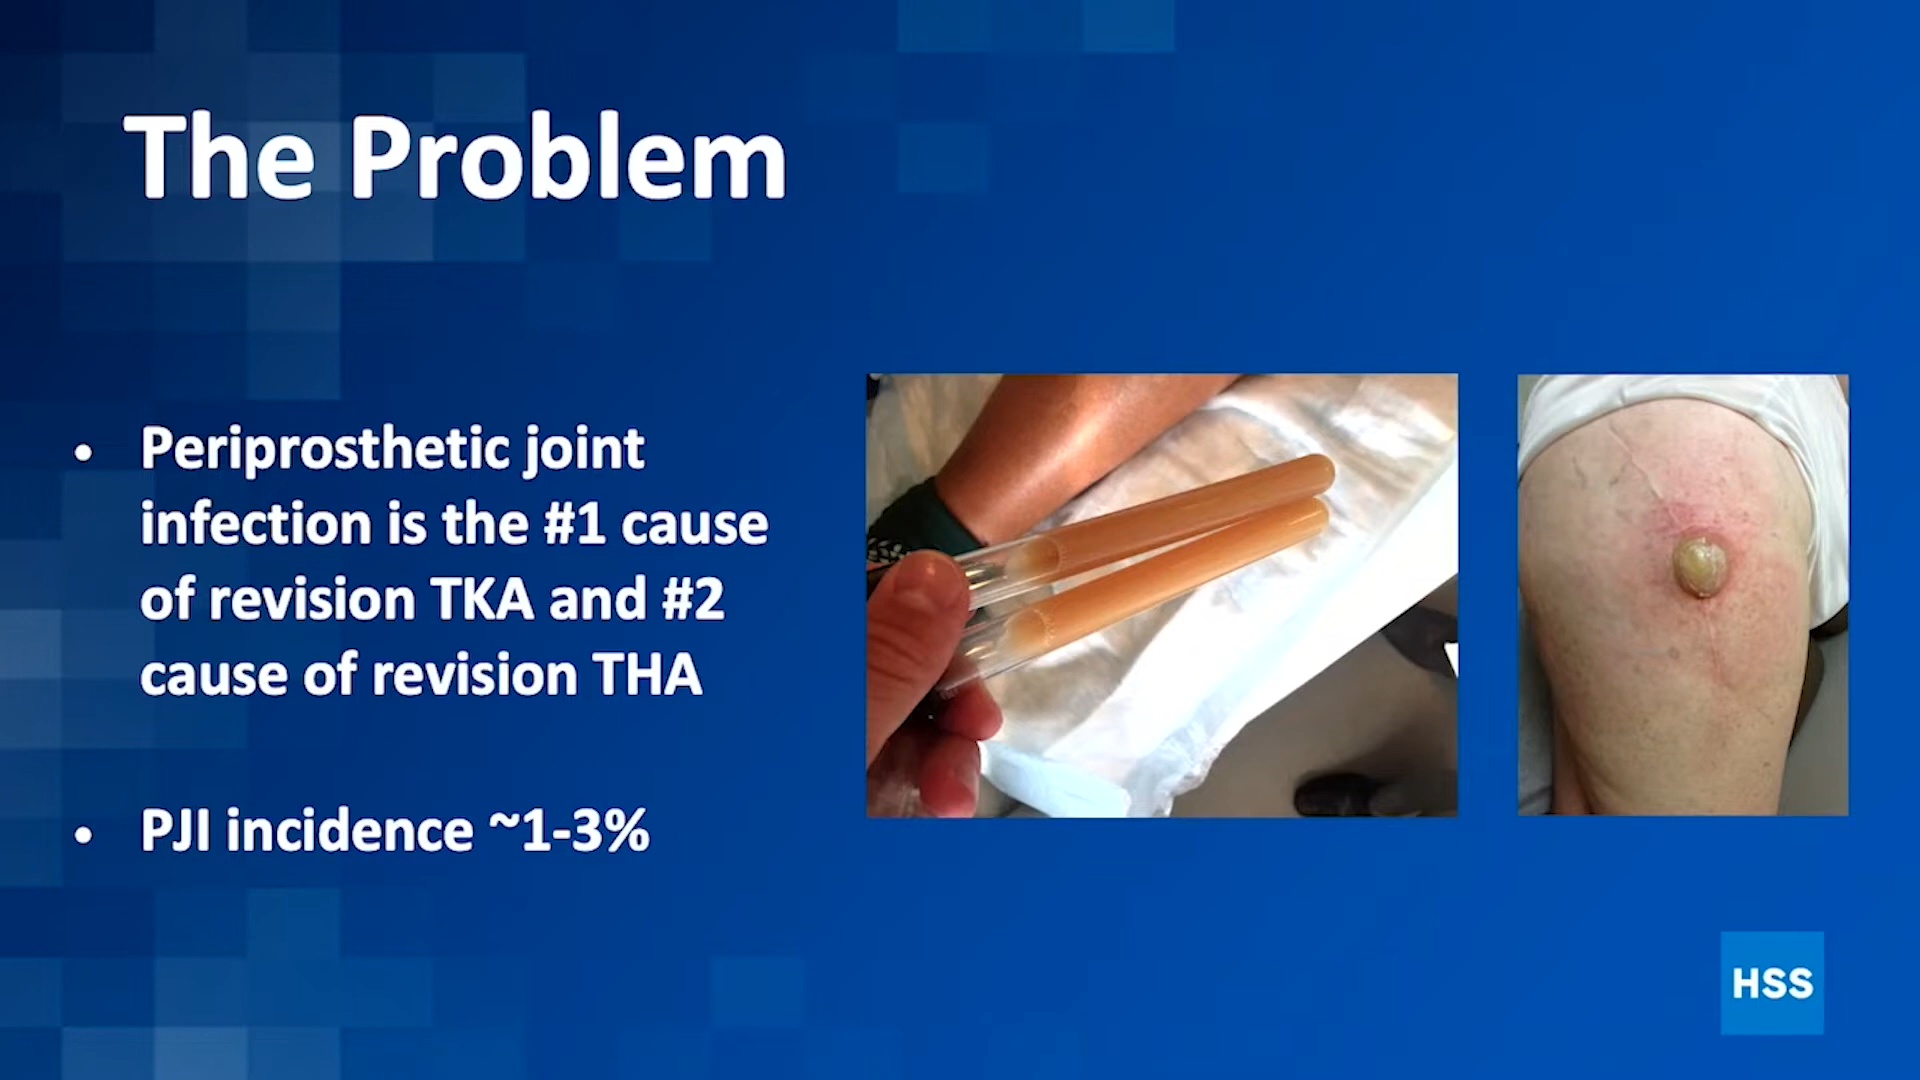 The Problem
• Periprosthetic joint
infection is the #1 cause
of revision TKA and #2
cause of revision THA
• PJI incidence ~1-3%
HSS